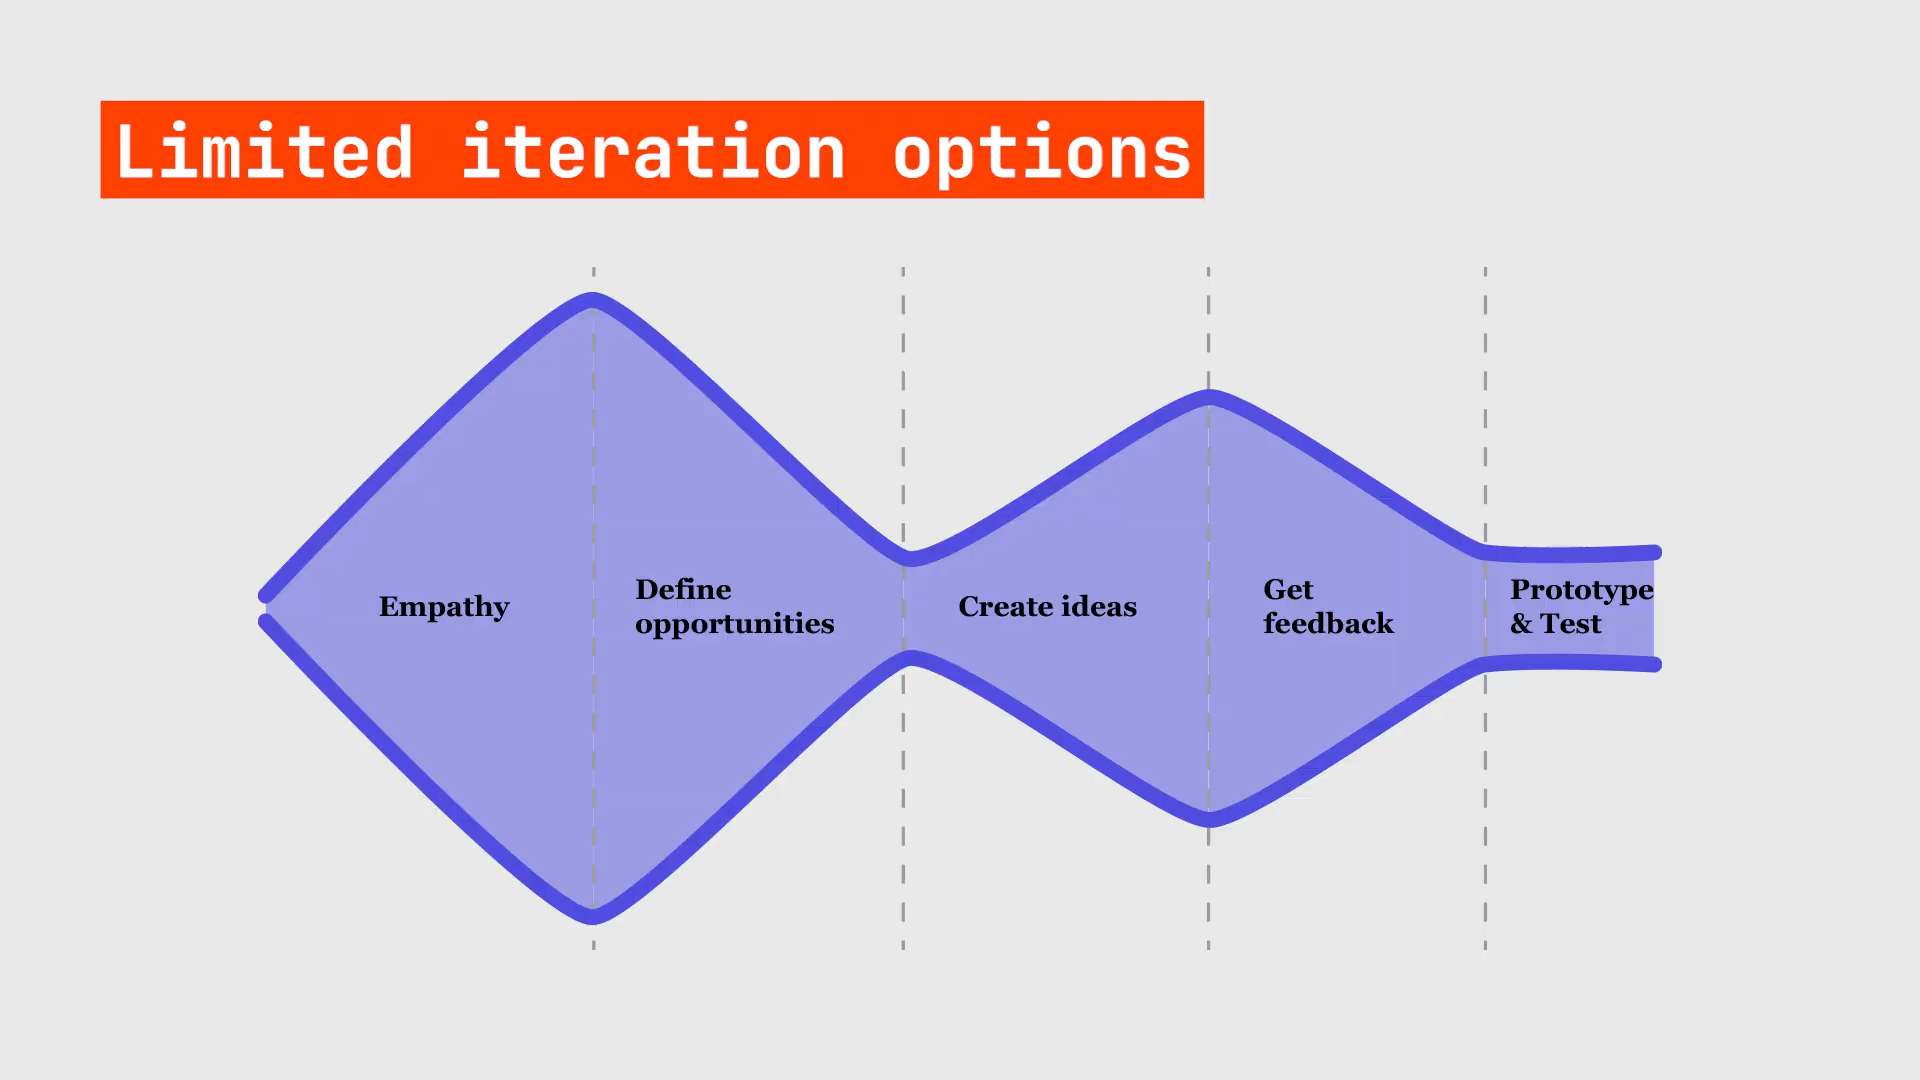 Limited iteration options
Empathy
Define
opportunities
Create ideas
Get
feedback
Prototype
& Test